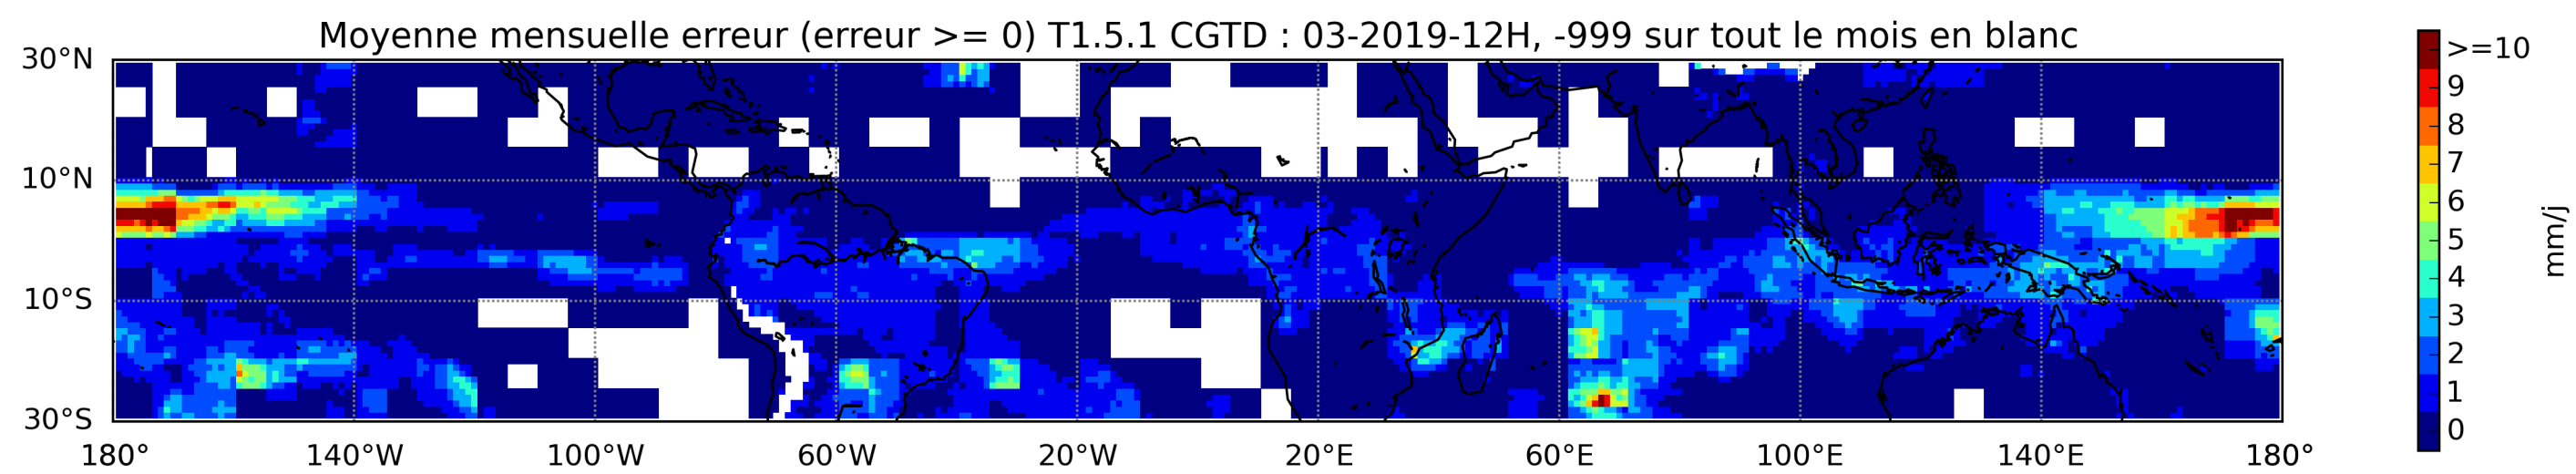 Moyenne mensuelle erreur (erreur >= 0) T1.5.1 CGTD : 03-2019-12H, -999 sur tout le mois en blanc
30°N
10°N
10°S
30°S
180° 140°W 100°W 60°W 20°W 20°E 60°E 100°E 140°E 180°
>=10
9
8
7
6
5
4
3
2
1
0
mm/j